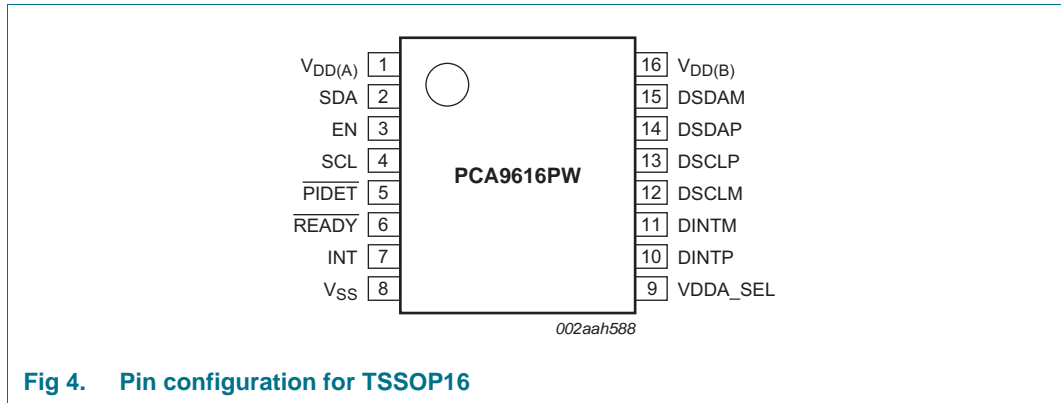 VDD(A) 1
SDA 2
EN 3
SCL 4
PIDET 5
READY 6
INT 7
VSS 8
PCA9616PW
16 VDD(B)
15 DSDAM
14 DSDAP
13 DSCLP
12 DSCLM
11 DINTM
10 DINTP
9 VDDA_SEL
002aah588
Fig 4. Pin configuration for TSSOP16